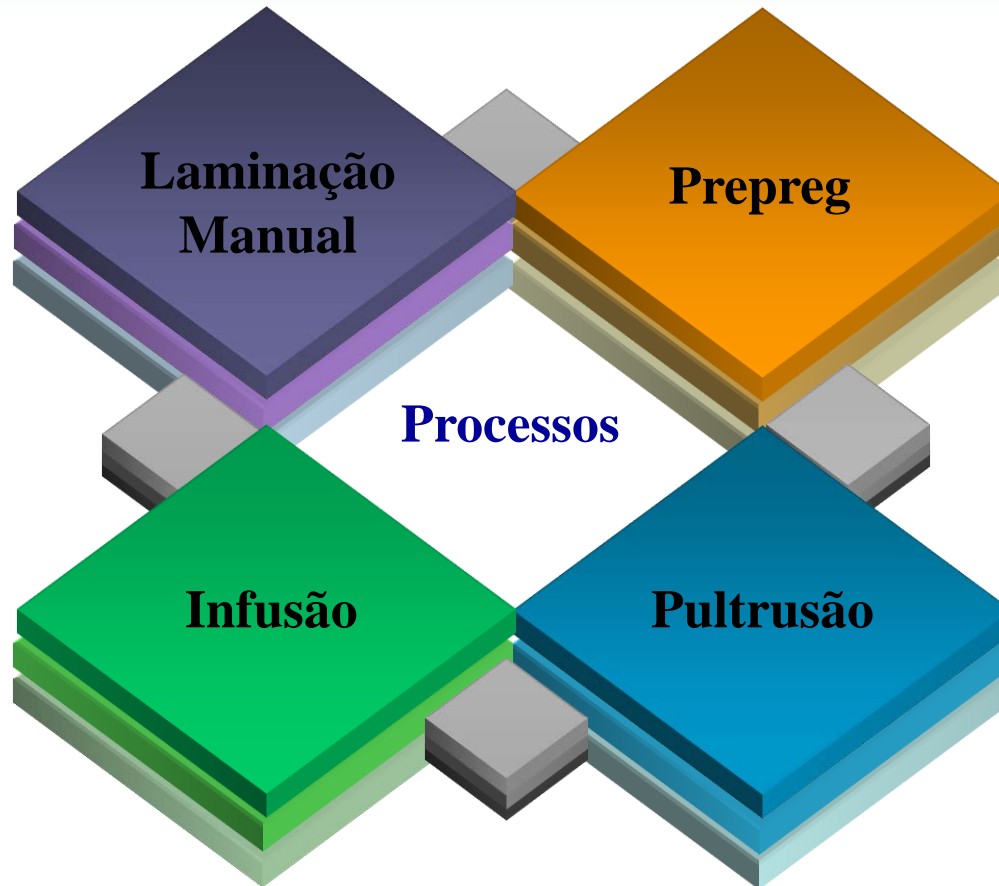 Laminação
Manual
Prepreg
Processos
Infusão
Pultrusão